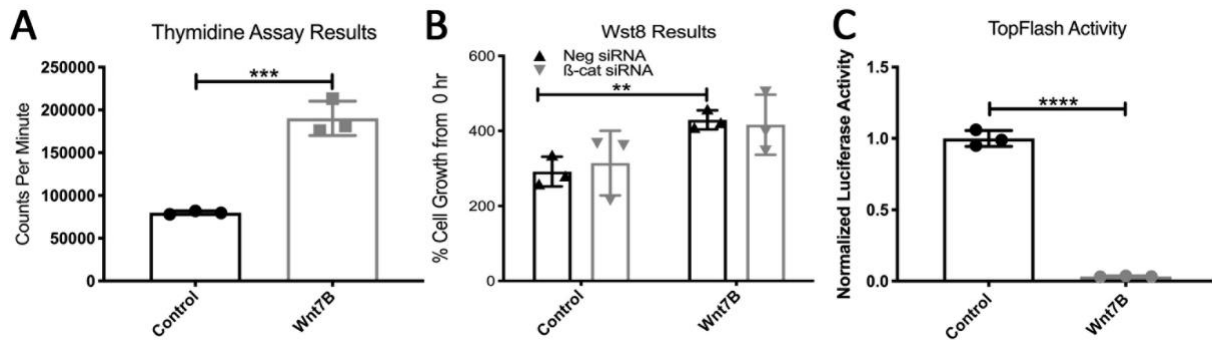 A
Thymidine Assay Results
Counts Per Minute
250000
200000
150000
100000
50000
0
***
Control
Wnt7B
B
Wst8 Results
Neg siRNA
ß-cat siRNA
% Cell Growth from 0 hr
600
400
200
0
**
Control
Wnt7B
C
TopFlash Activity
Normalized Luciferase Activity
1.5
1.0
0.5
0.0
****
Control
Wnt7B